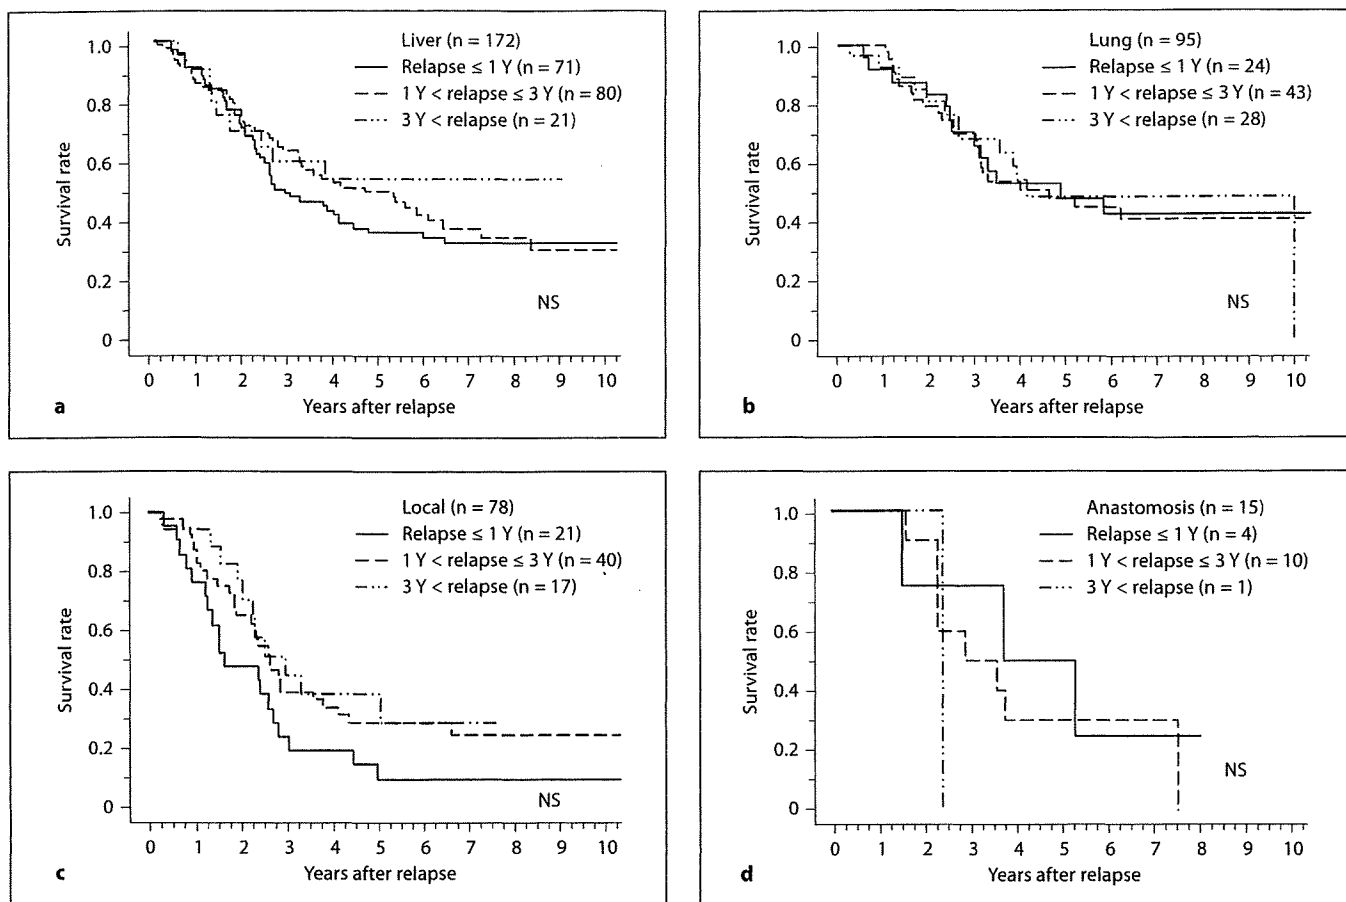 Liver (n = 172)
Relapse ≤ 1 Y (n = 71)
1 Y < relapse ≤ 3 Y (n = 80)
3 Y < relapse (n = 21)
Survival rate
1.0
0.8
0.6
0.4
0.2
0
NS
0 1 2 3 4 5 6 7 8 9 10
Years after relapse
a
Lung (n = 95)
Relapse ≤ 1 Y (n = 24)
1 Y < relapse ≤ 3 Y (n = 43)
3 Y < relapse (n = 28)
Survival rate
1.0
0.8
0.6
0.4
0.2
0
NS
0 1 2 3 4 5 6 7 8 9 10
Years after relapse
b
Local (n = 78)
Relapse ≤ 1 Y (n = 21)
1 Y < relapse ≤ 3 Y (n = 40)
3 Y < relapse (n = 17)
Survival rate
1.0
0.8
0.6
0.4
0.2
0
NS
0 1 2 3 4 5 6 7 8 9 10
Years after relapse
c
Anastomosis (n = 15)
Relapse ≤ 1 Y (n = 4)
1 Y < relapse ≤ 3 Y (n = 10)
3 Y < relapse (n = 1)
Survival rate
1.0
0.8
0.6
0.4
0.2
0
NS
0 1 2 3 4 5 6 7 8 9 10
Years after relapse
d